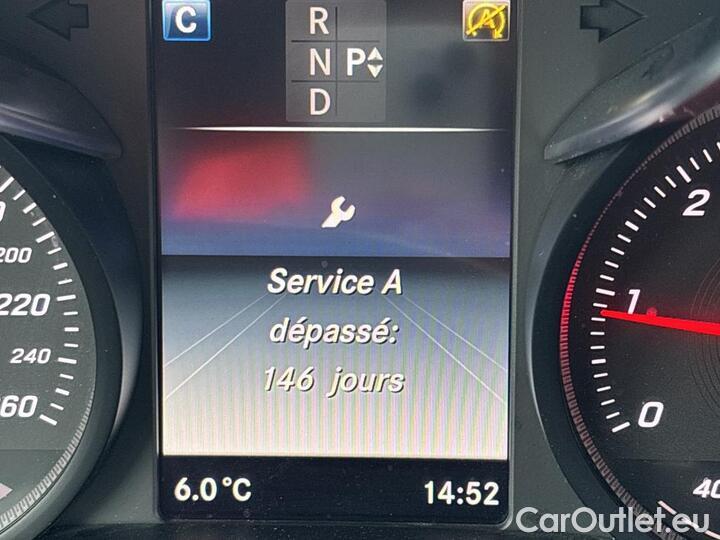 C
R
N P
D
A
Service A
dépassé:
146 jours
6.0°C
14:52
200
220
240
260
2
1
0
40
CarOutlet.eu